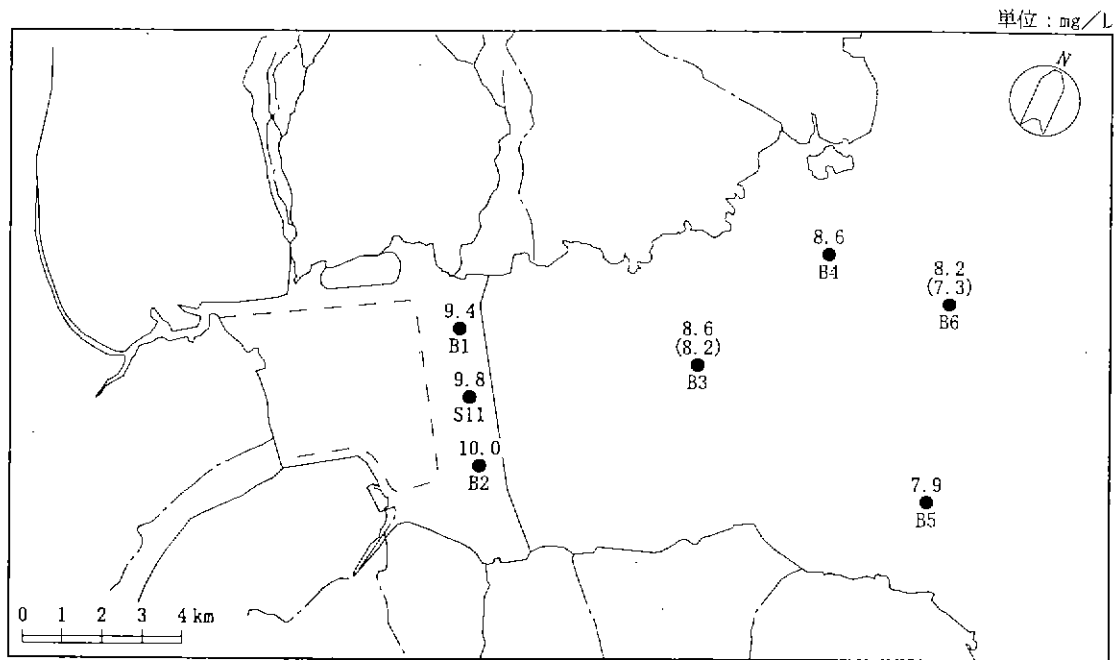 単位：mg／L
N
8.6
B4
8.2
(7.3)
B6
9.4
B1
8.6
(8.2)
B3
9.8
S11
10.0
B2
7.9
B5
0 1 2 3 4 km